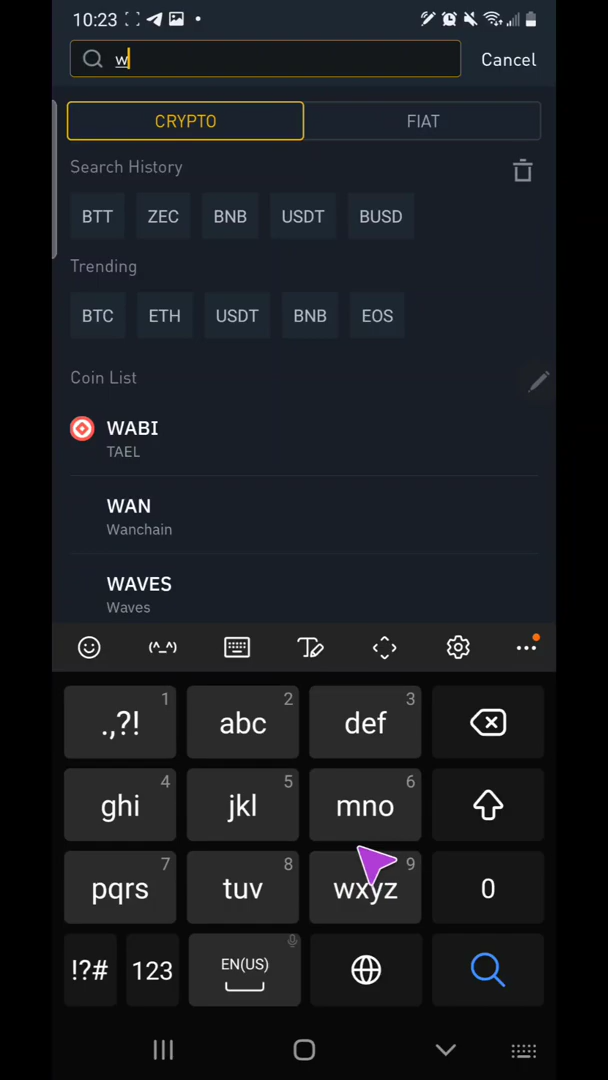 10:23
w
Cancel
CRYPTO FIAT
Search History
BTT ZEC BNB USDT BUSD
Trending
BTC ETH USDT BNB EOS
Coin List
WABI
TAEL
WAN
Wanchain
WAVES
Waves
(^_^)
.,?! 1 abc 2 def 3
ghi 4 jkl 5 mno 6
pqrs 7 tuv 8 wxyz 9 0
!?# 123 EN(US)